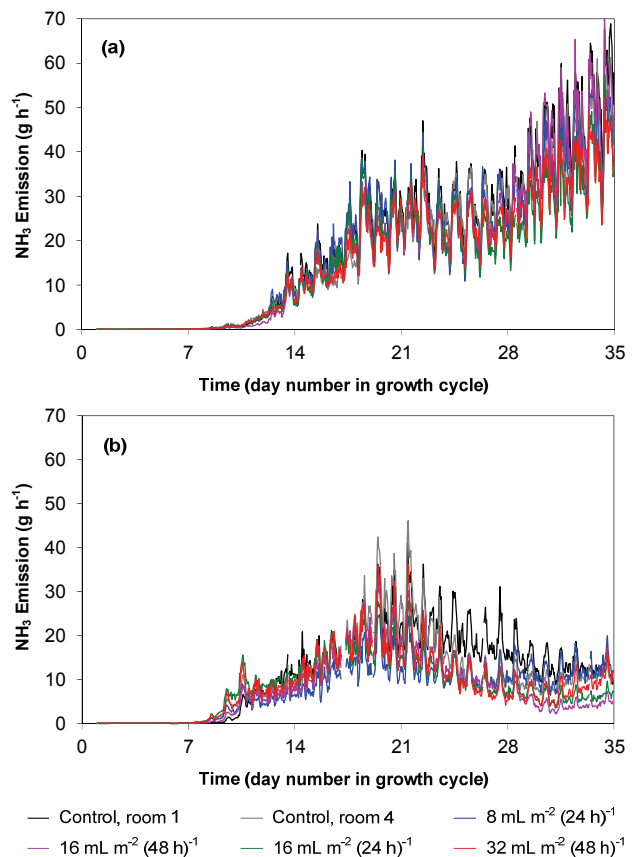 70
(a)
60
50
40
30
20
10
0
NH₃ Emission (g h⁻¹)
0 7 14 21 28 35
Time (day number in growth cycle)
70
(b)
60
50
40
30
20
10
0
NH₃ Emission (g h⁻¹)
0 7 14 21 28 35
Time (day number in growth cycle)
Control, room 1 Control, room 4 8 mL m⁻² (24 h)⁻¹
16 mL m⁻² (48 h)⁻¹ 16 mL m⁻² (24 h)⁻¹ 32 mL m⁻² (48 h)⁻¹